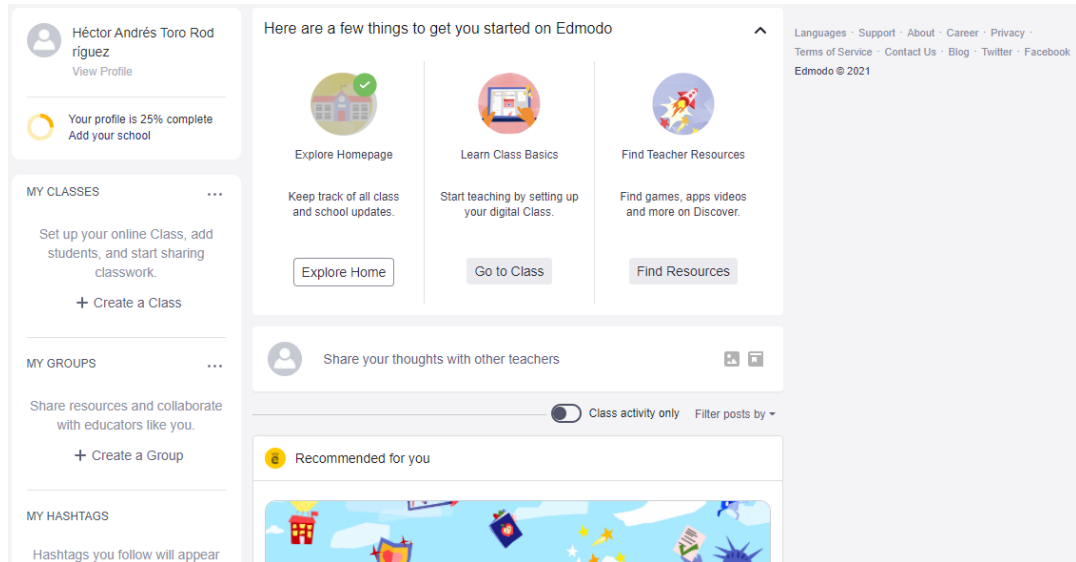 Héctor Andrés Toro Rod
ríguez
View Profile
Your profile is 25% complete
Add your school
MY CLASSES
Set up your online Class, add
students, and start sharing
classwork.
+ Create a Class
MY GROUPS
Share resources and collaborate
with educators like you.
+ Create a Group
MY HASHTAGS
Hashtags you follow will appear
Here are a few things to get you started on Edmodo
Explore Homepage
Keep track of all class
and school updates.
Explore Home
Learn Class Basics
Start teaching by setting up
your digital Class.
Go to Class
Find Teacher Resources
Find games, apps videos
and more on Discover.
Find Resources
Share your thoughts with other teachers
Class activity only
Filter posts by
Recommended for you
Languages · Support · About · Career · Privacy ·
Terms of Service · Contact Us · Blog · Twitter · Facebook
Edmodo © 2021